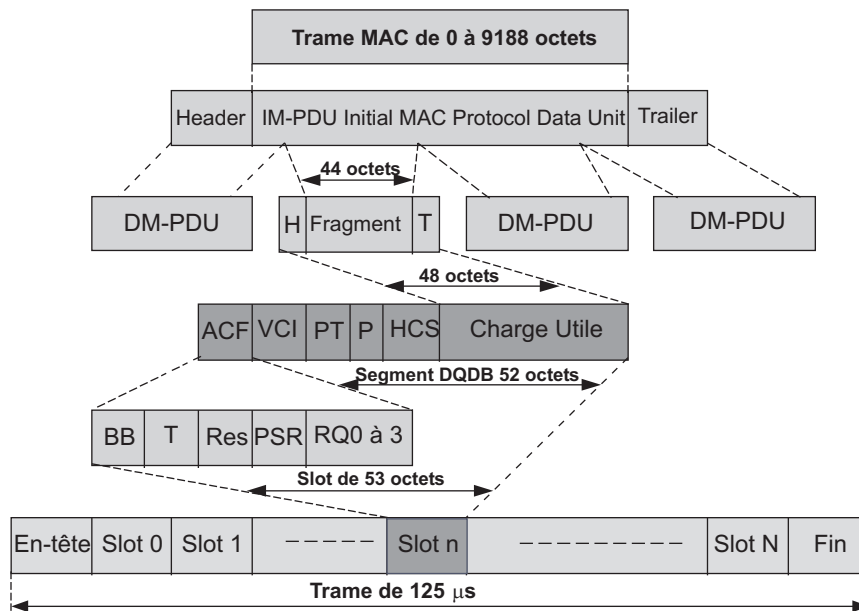 Trame MAC de 0 à 9188 octets
Header IM-PDU Initial MAC Protocol Data Unit Trailer
44 octets
DM-PDU H Fragment T DM-PDU DM-PDU
48 octets
ACF VCI PT P HCS Charge Utile
Segment DQDB 52 octets
BB T Res PSR RQ0 à 3
Slot de 53 octets
En-tête Slot 0 Slot 1 Slot n Slot N Fin
Trame de 125 µs